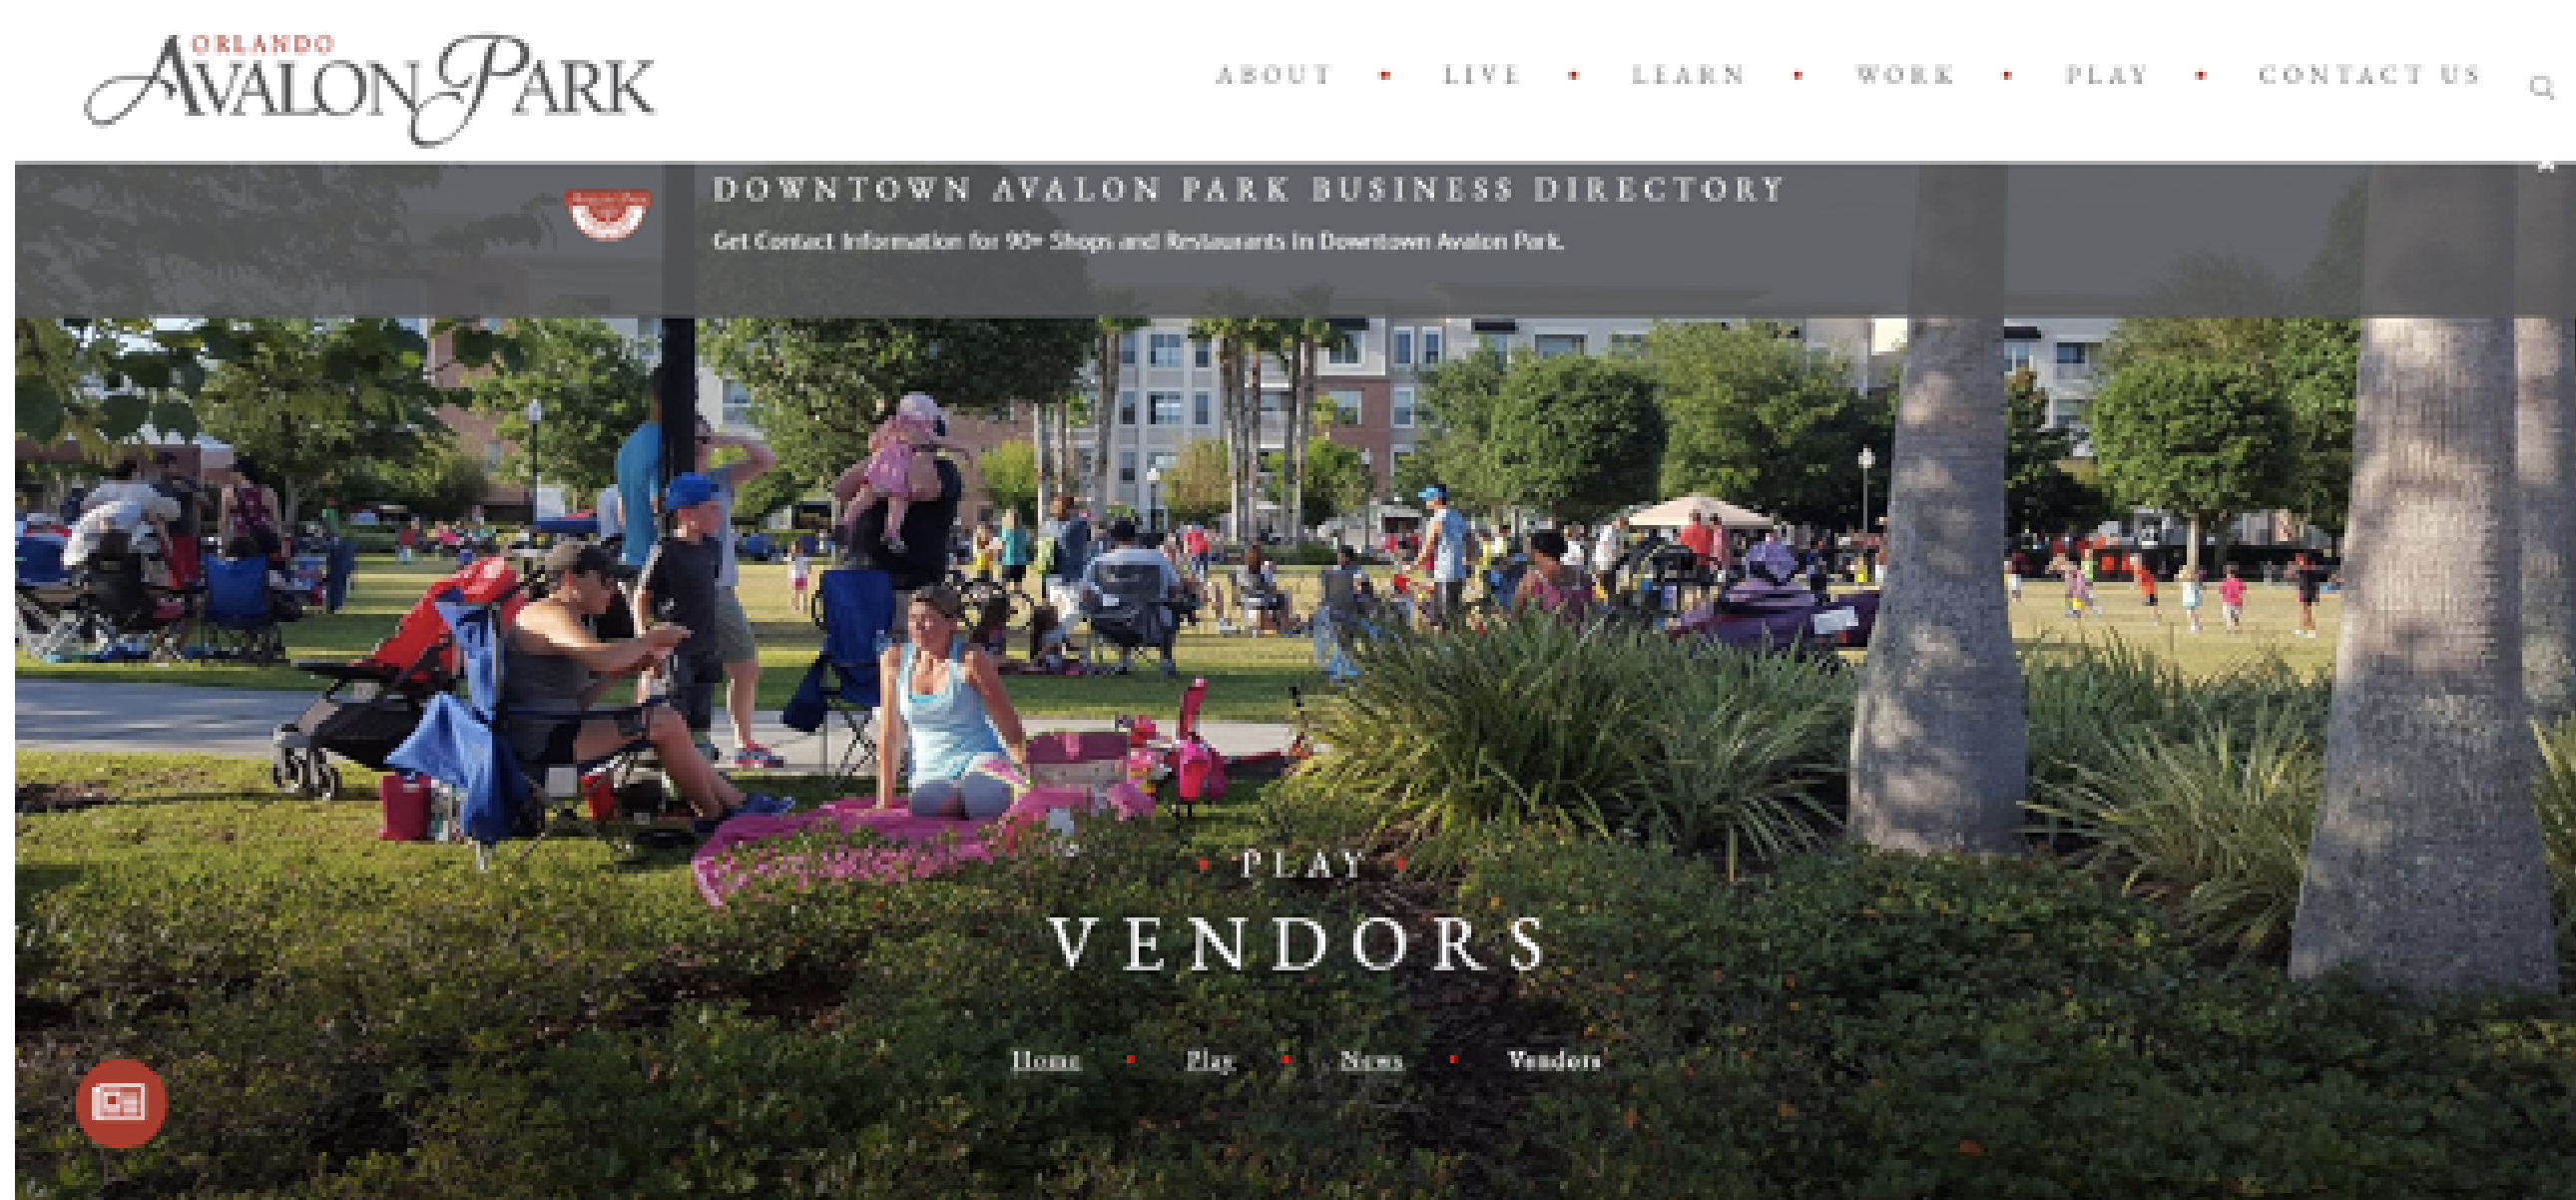 ORLANDO
AVALON PARK
ABOUT • LIVE • LEARN • WORK • PLAY • CONTACT US
DOWNTOWN AVALON PARK BUSINESS DIRECTORY
Get Contact Information for 90+ Shops and Restaurants in Downtown Avalon Park.
• PLAY •
VENDORS
Home • Play • News • Vendors